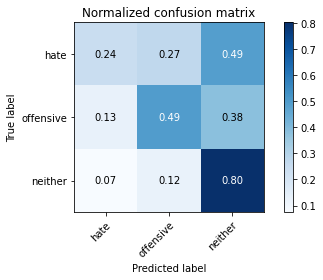 Normalized confusion matrix
True label
hate
0.24 0.27 0.49
offensive
0.13 0.49 0.38
neither
0.07 0.12 0.80
hate
offensive
neither
Predicted label
0.8
0.7
0.6
0.5
0.4
0.3
0.2
0.1